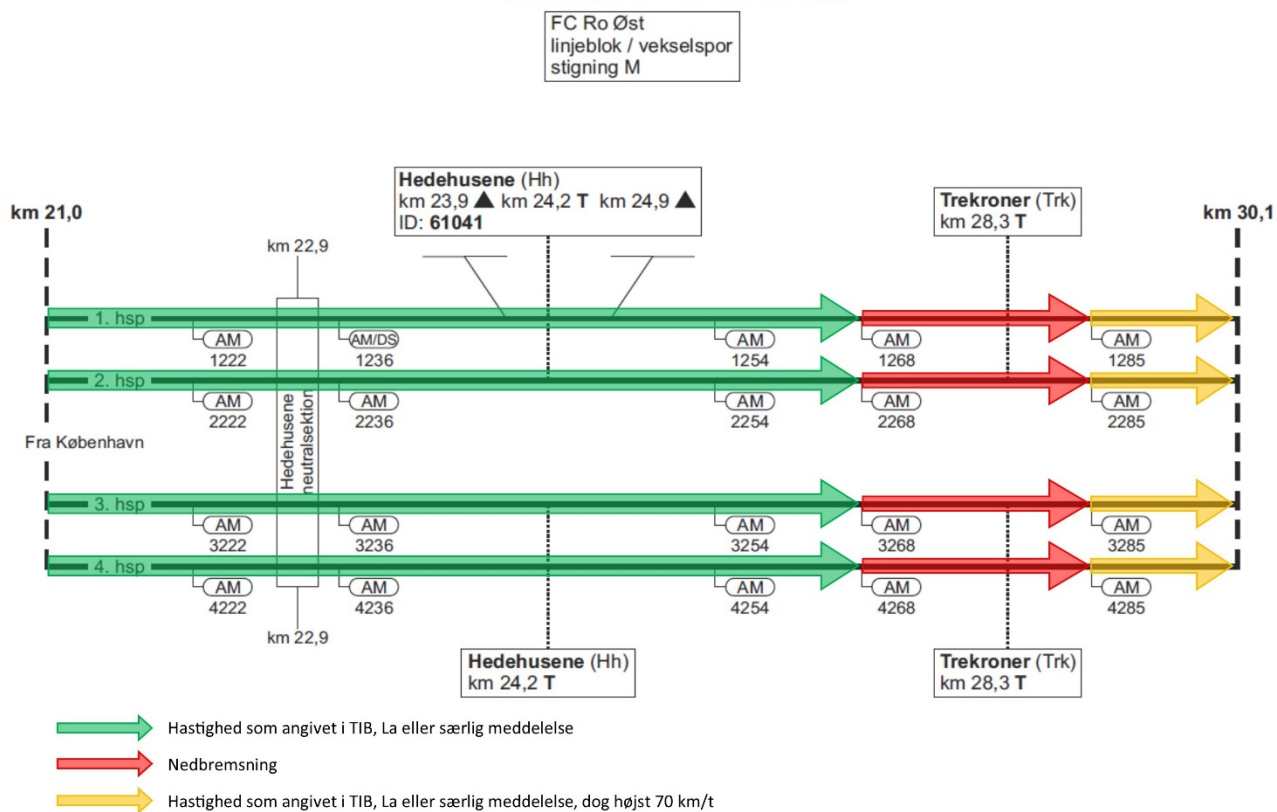 FC Ro Øst
linjeblok / vekselspor
stigning M
Hedehusene (Hh)
km 23,9 ▲ km 24,2 T km 24,9 ▲
ID: 61041
Trekroner (Trk)
km 28,3 T
km 21,0
km 30,1
km 22,9
1. hsp
AM
1222
AM/DS
1236
AM
1254
AM
1268
AM
1285
2. hsp
AM
2222
AM
2236
AM
2254
AM
2268
AM
2285
Fra København
Hedehusene
neutralsektion
3. hsp
AM
3222
AM
3236
AM
3254
AM
3268
AM
3285
4. hsp
AM
4222
AM
4236
AM
4254
AM
4268
AM
4285
km 22,9
Hedehusene (Hh)
km 24,2 T
Trekroner (Trk)
km 28,3 T
Hastighed som angivet i TIB, La eller særlig meddelelse
Nedbremsning
Hastighed som angivet i TIB, La eller særlig meddelelse, dog højst 70 km/t